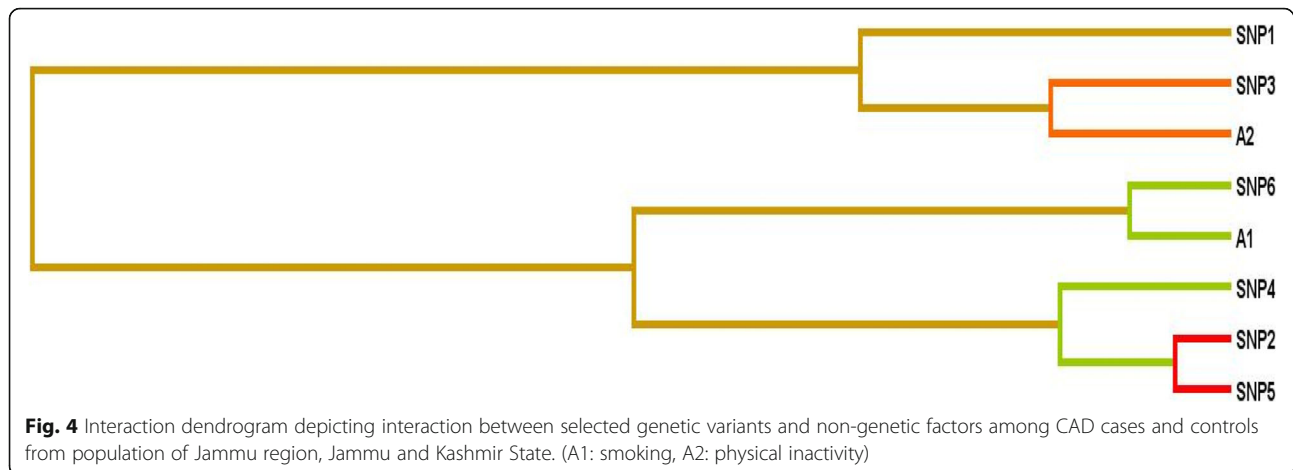 SNP1
SNP3
A2
SNP6
A1
SNP4
SNP2
SNP5
Fig. 4 Interaction dendrogram depicting interaction between selected genetic variants and non-genetic factors among CAD cases and controls
from population of Jammu region, Jammu and Kashmir State. (A1: smoking, A2: physical inactivity)